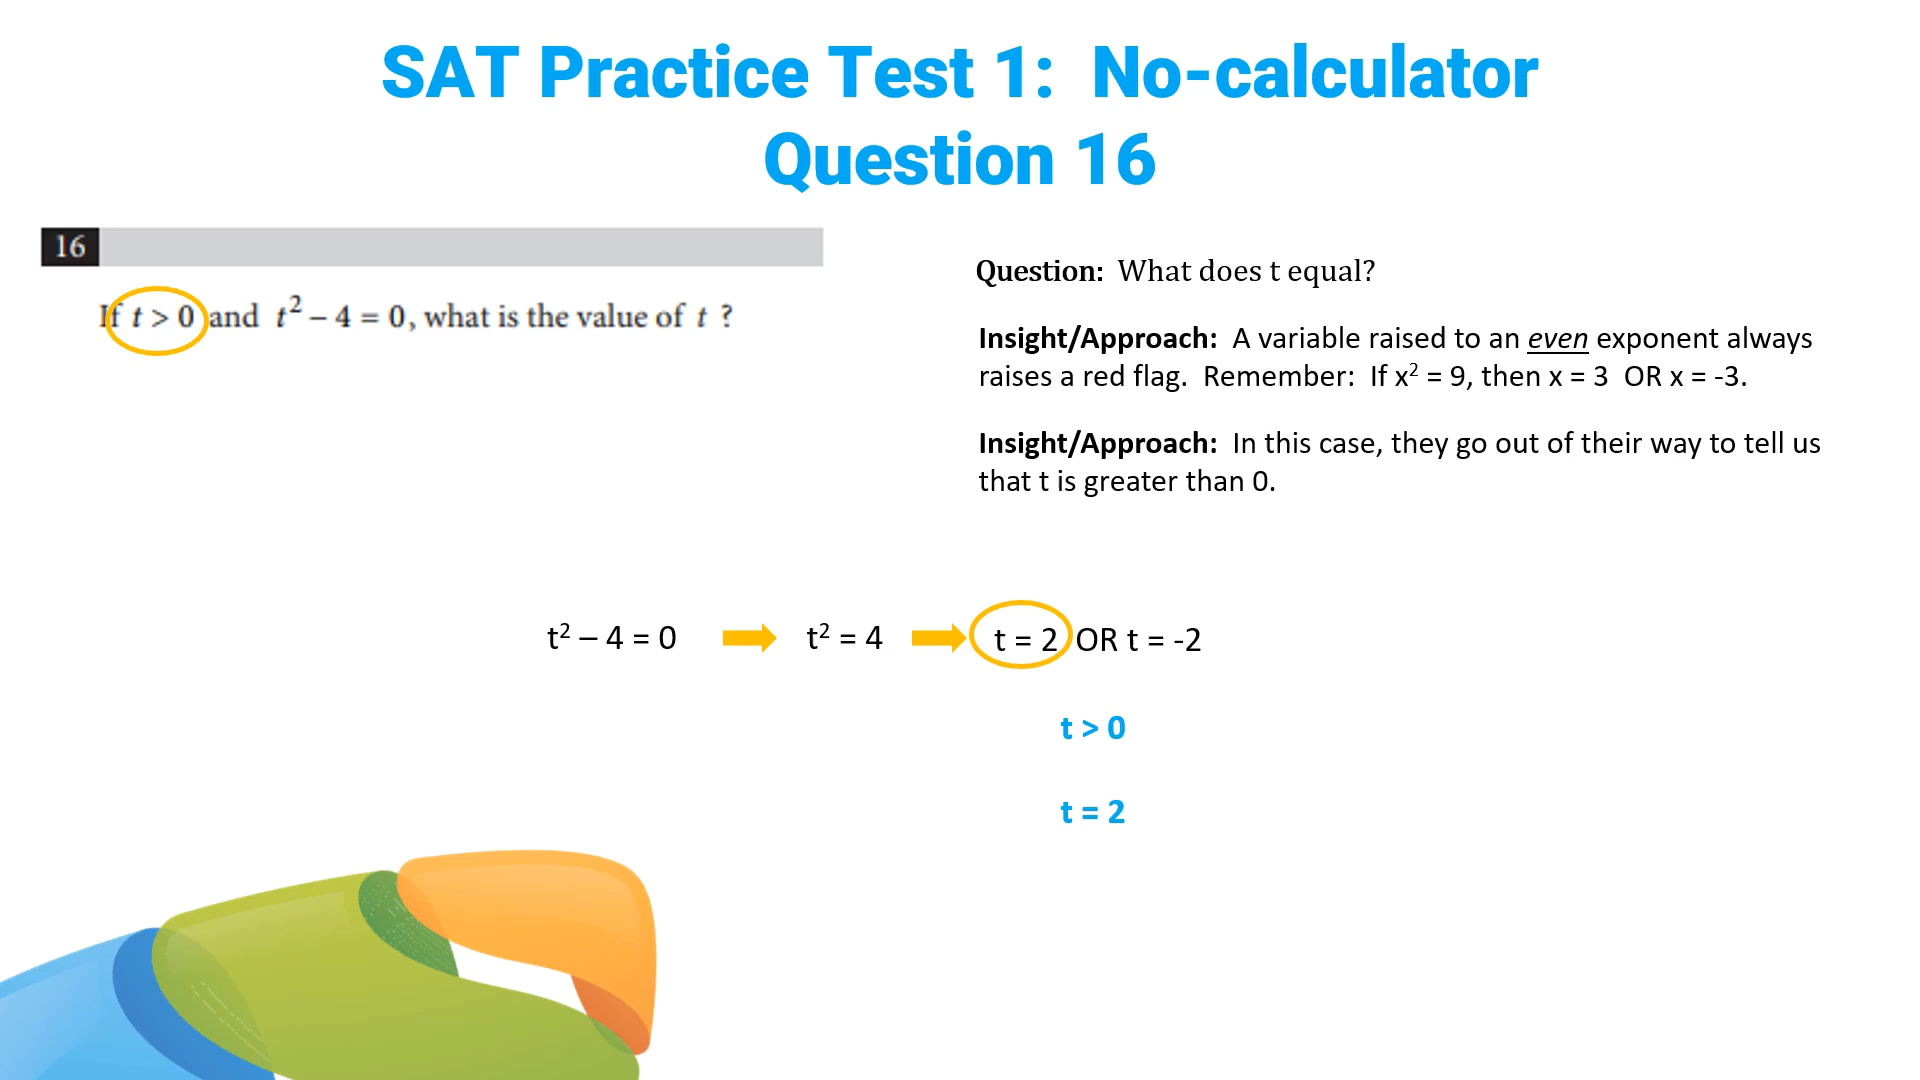 SAT Practice Test 1: No-calculator
Question 16
16
If t > 0 and t² – 4 = 0, what is the value of t ?
Question: What does t equal?
Insight/Approach: A variable raised to an even exponent always
raises a red flag. Remember: If x² = 9, then x = 3 OR x = -3.
Insight/Approach: In this case, they go out of their way to tell us
that t is greater than 0.
t² – 4 = 0 t² = 4 t = 2 OR t = -2
t > 0
t = 2